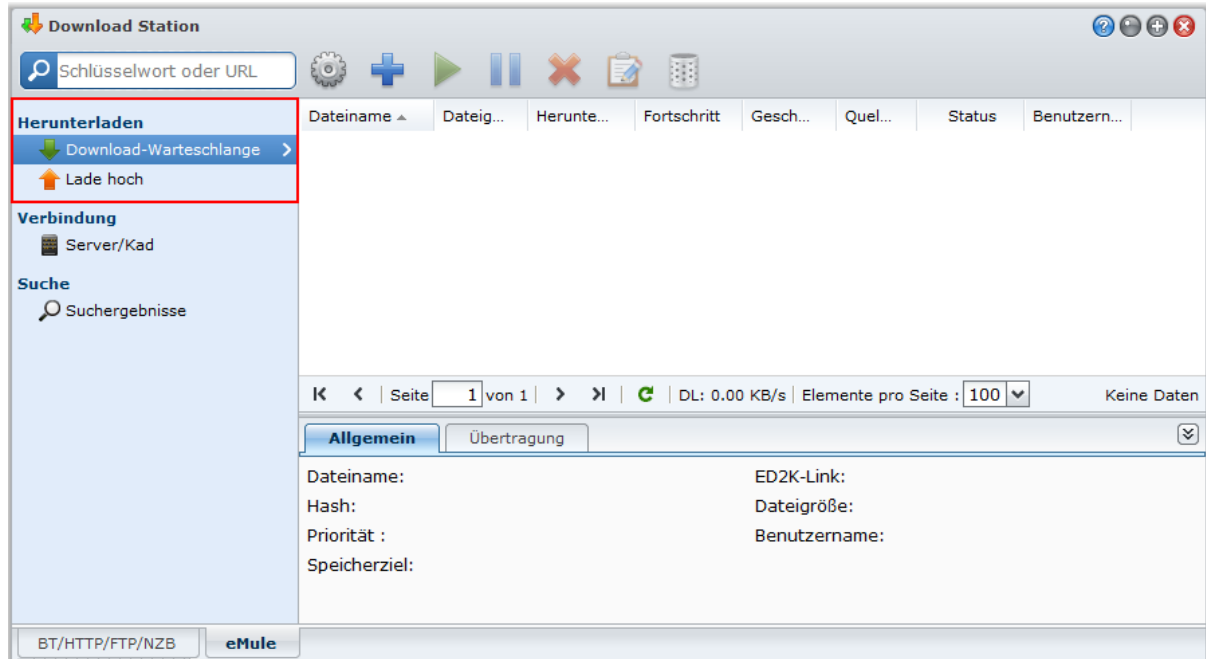 Download Station
Schlüsselwort oder URL
Herunterladen
Download-Warteschlange
Lade hoch
Verbindung
Server/Kad
Suche
Suchergebnisse
Dateiname Dateig... Herunte... Fortschritt Gesch... Quel... Status Benutzern...
Seite 1 von 1 DL: 0.00 KB/s Elemente pro Seite : 100 Keine Daten
Allgemein Übertragung
Dateiname: ED2K-Link:
Hash: Dateigröße:
Priorität : Benutzername:
Speicherziel:
BT/HTTP/FTP/NZB eMule